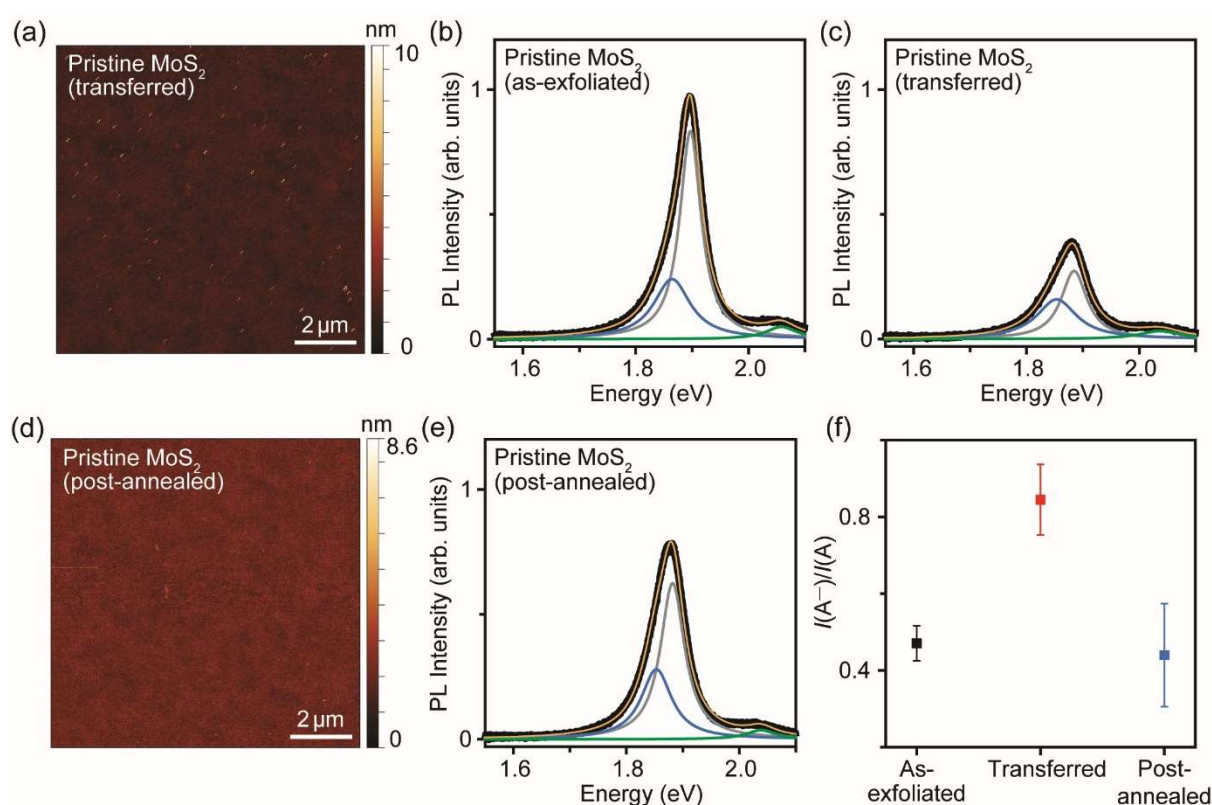 (a)
nm
10
Pristine MoS₂
(transferred)
2 µm
0
(b)
Pristine MoS₂
(as-exfoliated)
PL Intensity (arb. units)
1
0
1.6
1.8
2.0
Energy (eV)
(c)
Pristine MoS₂
(transferred)
PL Intensity (arb. units)
1
0
1.6
1.8
2.0
Energy (eV)
(d)
nm
8.6
Pristine MoS₂
(post-annealed)
2 µm
0
(e)
Pristine MoS₂
(post-annealed)
PL Intensity (arb. units)
1
0
1.6
1.8
2.0
Energy (eV)
(f)
I(A⁻)/I(A)
0.8
0.4
As-
exfoliated
Transferred
Post-
annealed